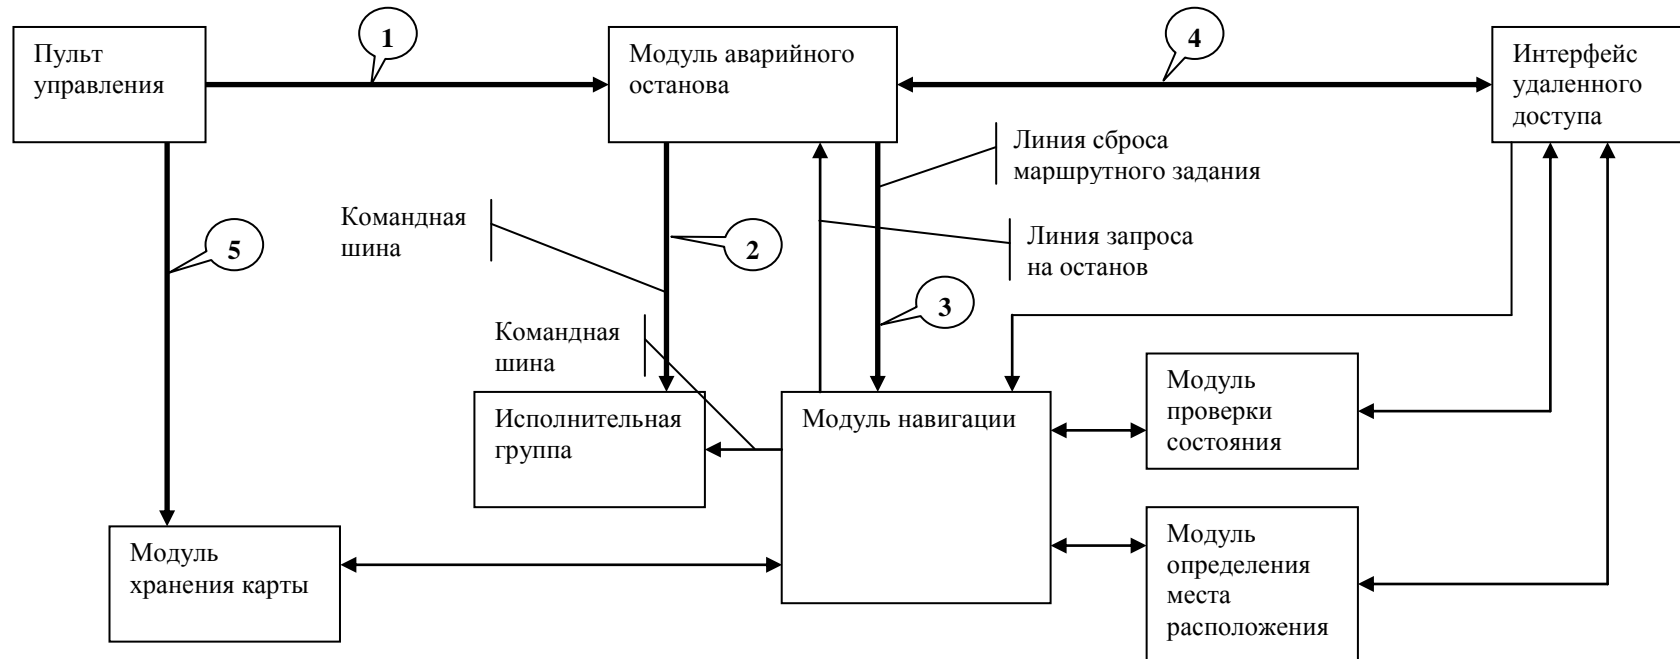 Пульт
управления
1
Модуль аварийного
останова
4
Интерфейс
удаленного
доступа
Линия сброса
маршрутного задания
Командная
шина
5
2
Линия запроса
на останов
3
Командная
шина
Исполнительная
группа
Модуль навигации
Модуль
проверки
состояния
Модуль
хранения карты
Модуль
определения
места
расположения